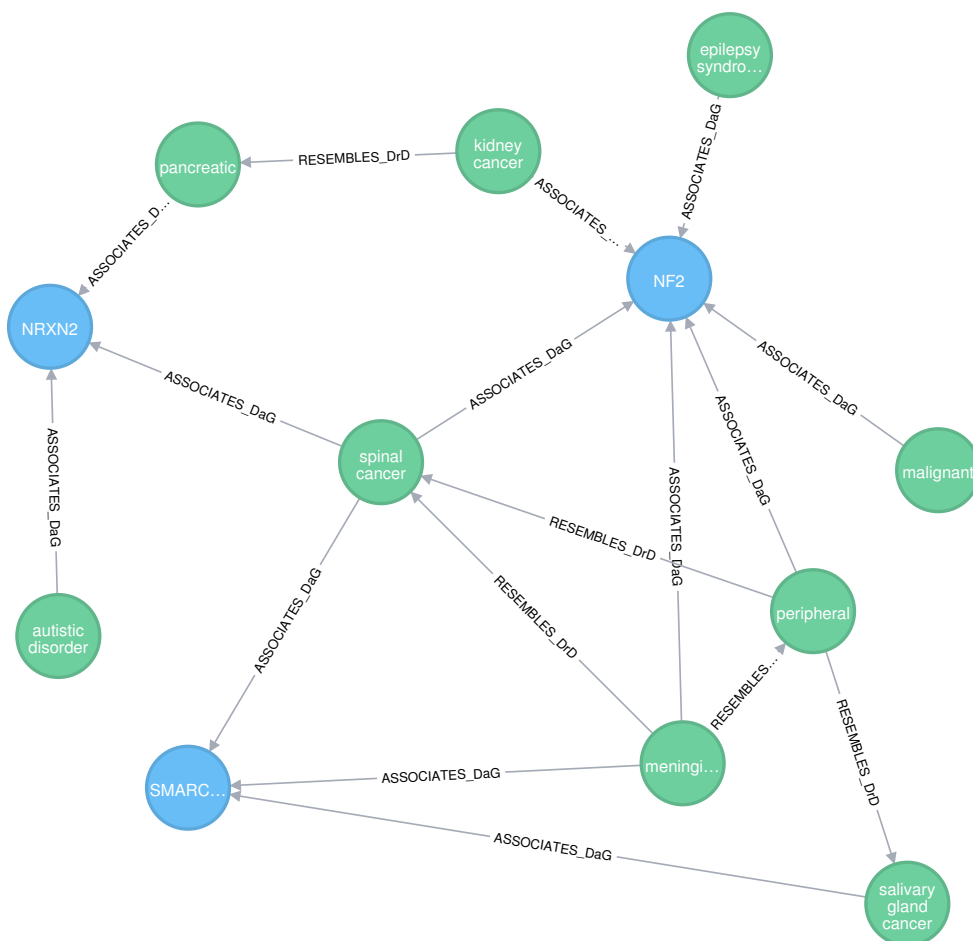 epilepsy
syndro…
ASSOCIATES_DaG
kidney
cancer
RESEMBLES_DrD
pancreatic
ASSOCIATES_…
ASSOCIATES_D…
NF2
NRXN2
ASSOCIATES_DaG
ASSOCIATES_DaG
ASSOCIATES_DaG
ASSOCIATES_DaG
spinal
cancer
malignant
ASSOCIATES_DaG
ASSOCIATES_DaG
RESEMBLES_DrD
ASSOCIATES_DaG
autistic
disorder
peripheral
ASSOCIATES_DaG
RESEMBLES_DrD
RESEMBLES…
RESEMBLES_DrD
meningi…
SMARC…
ASSOCIATES_DaG
ASSOCIATES_DaG
salivary
gland
cancer